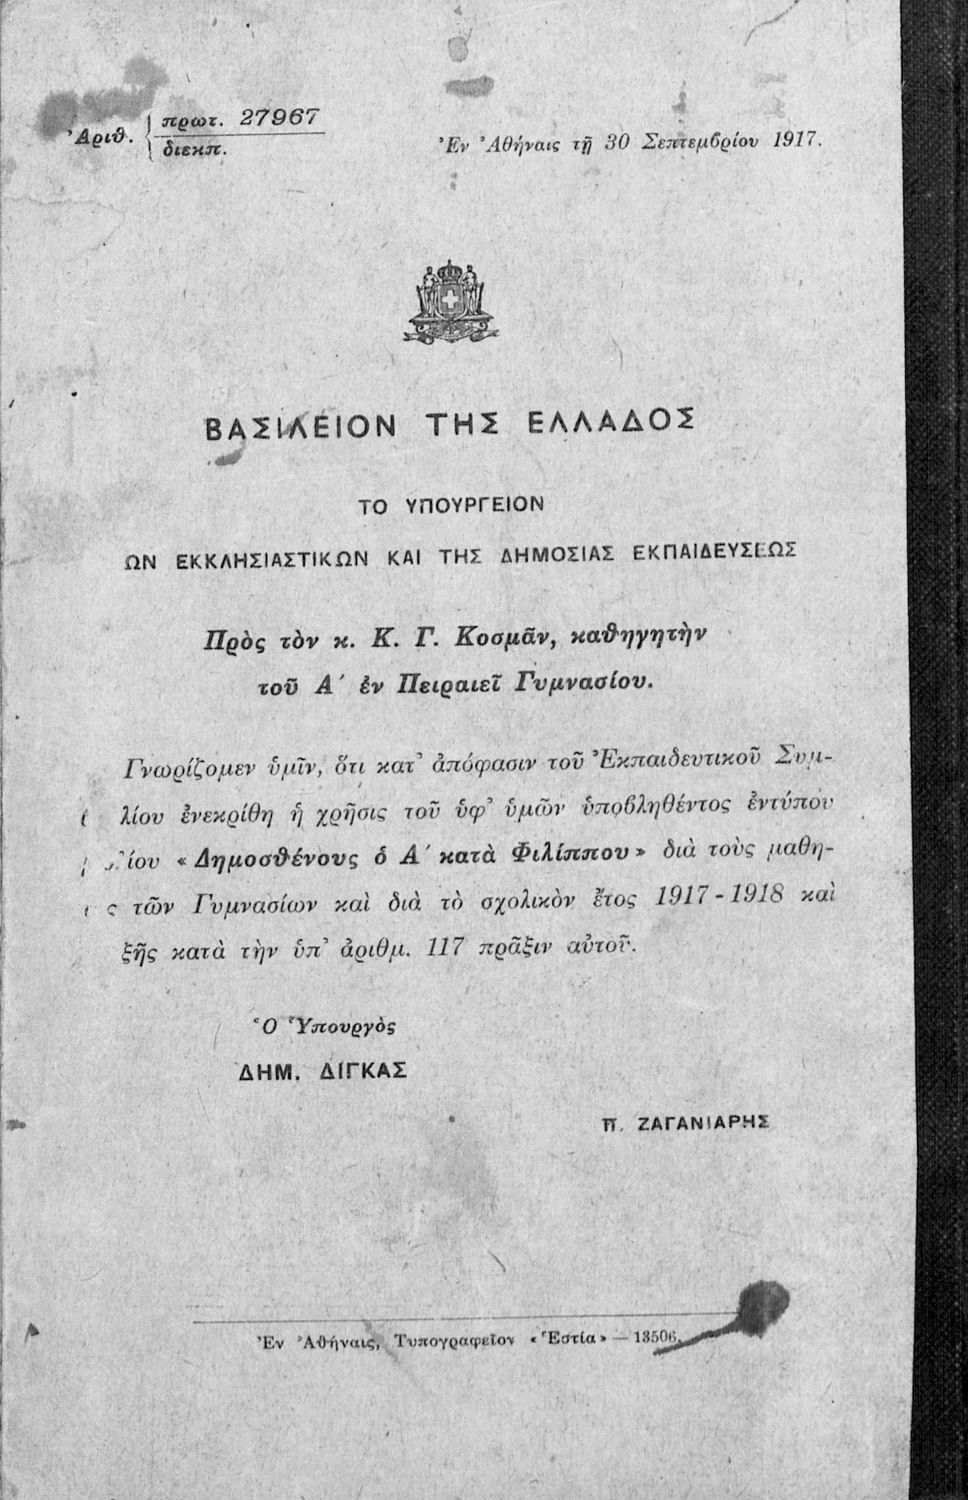 Ἀριθ. { πρωτ. 27967
διεκπ.
Ἐν Ἀθήναις τῇ 30 Σεπτεμβρίου 1917.
ΒΑΣΙΛΕΙΟΝ ΤΗΣ ΕΛΛΑΔΟΣ
ΤΟ ΥΠΟΥΡΓΕΙΟΝ
ΩΝ ΕΚΚΛΗΣΙΑΣΤΙΚΩΝ ΚΑΙ ΤΗΣ ΔΗΜΟΣΙΑΣ ΕΚΠΑΙΔΕΥΣΕΩΣ
Πρὸς τὸν κ. Κ. Γ. Κοσμᾶν, καθηγητὴν
τοῦ Α΄ ἐν Πειραιεῖ Γυμνασίου.
Γνωρίζομεν ὑμῖν, ὅτι κατ’ ἀπόφασιν τοῦ Ἐκπαιδευτικοῦ Συμ-
λίου ἐνεκρίθη ἡ χρῆσις τοῦ ὑφ’ ὑμῶν ὑποβληθέντος ἐντύπου
λίου «Δημοσθένους ὁ Α΄ κατὰ Φιλίππου» διὰ τοὺς μαθη-
ς τῶν Γυμνασίων καὶ διὰ τὸ σχολικὸν ἔτος 1917 - 1918 καὶ
ξῆς κατὰ τὴν ὑπ’ ἀριθμ. 117 πρᾶξιν αὐτοῦ.
Ὁ Ὑπουργὸς
ΔΗΜ. ΔΙΓΚΑΣ
Π. ΖΑΓΑΝΙΑΡΗΣ
Ἐν Ἀθήναις, Τυπογραφεῖον «Ἑστία» — 13506.